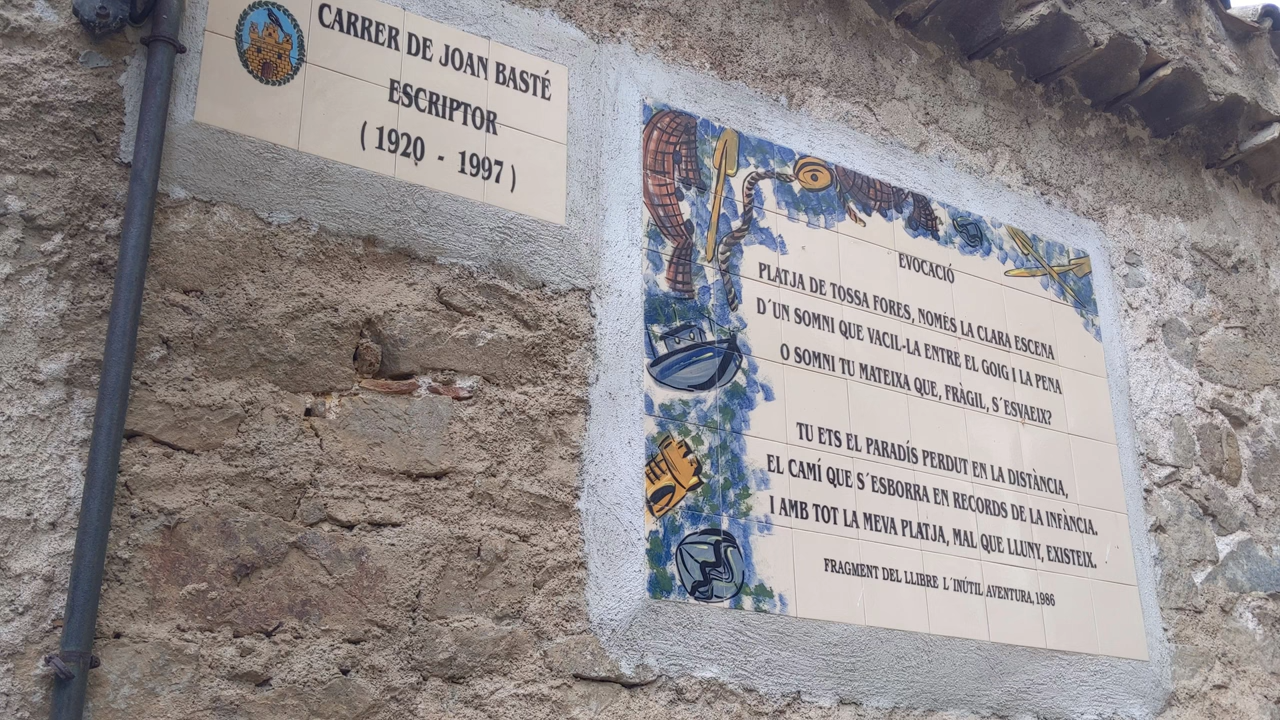 CARRER DE JOAN BASTÉ
ESCRIPTOR
( 1920 - 1997 )
EVOCACIÓ
PLATJA DE TOSSA FORES, NOMÉS LA CLARA ESCENA
D´UN SOMNI QUE VACIL-LA ENTRE EL GOIG I LA PENA
O SOMNI TU MATEIXA QUE, FRÀGIL, S´ESVAEIX?
TU ETS EL PARADÍS PERDUT EN LA DISTÀNCIA,
EL CAMÍ QUE S´ESBORRA EN RECORDS DE LA INFÀNCIA.
I AMB TOT LA MEVA PLATJA, MAL QUE LLUNY, EXISTEIX.
FRAGMENT DEL LLIBRE L´INÚTIL AVENTURA, 1986